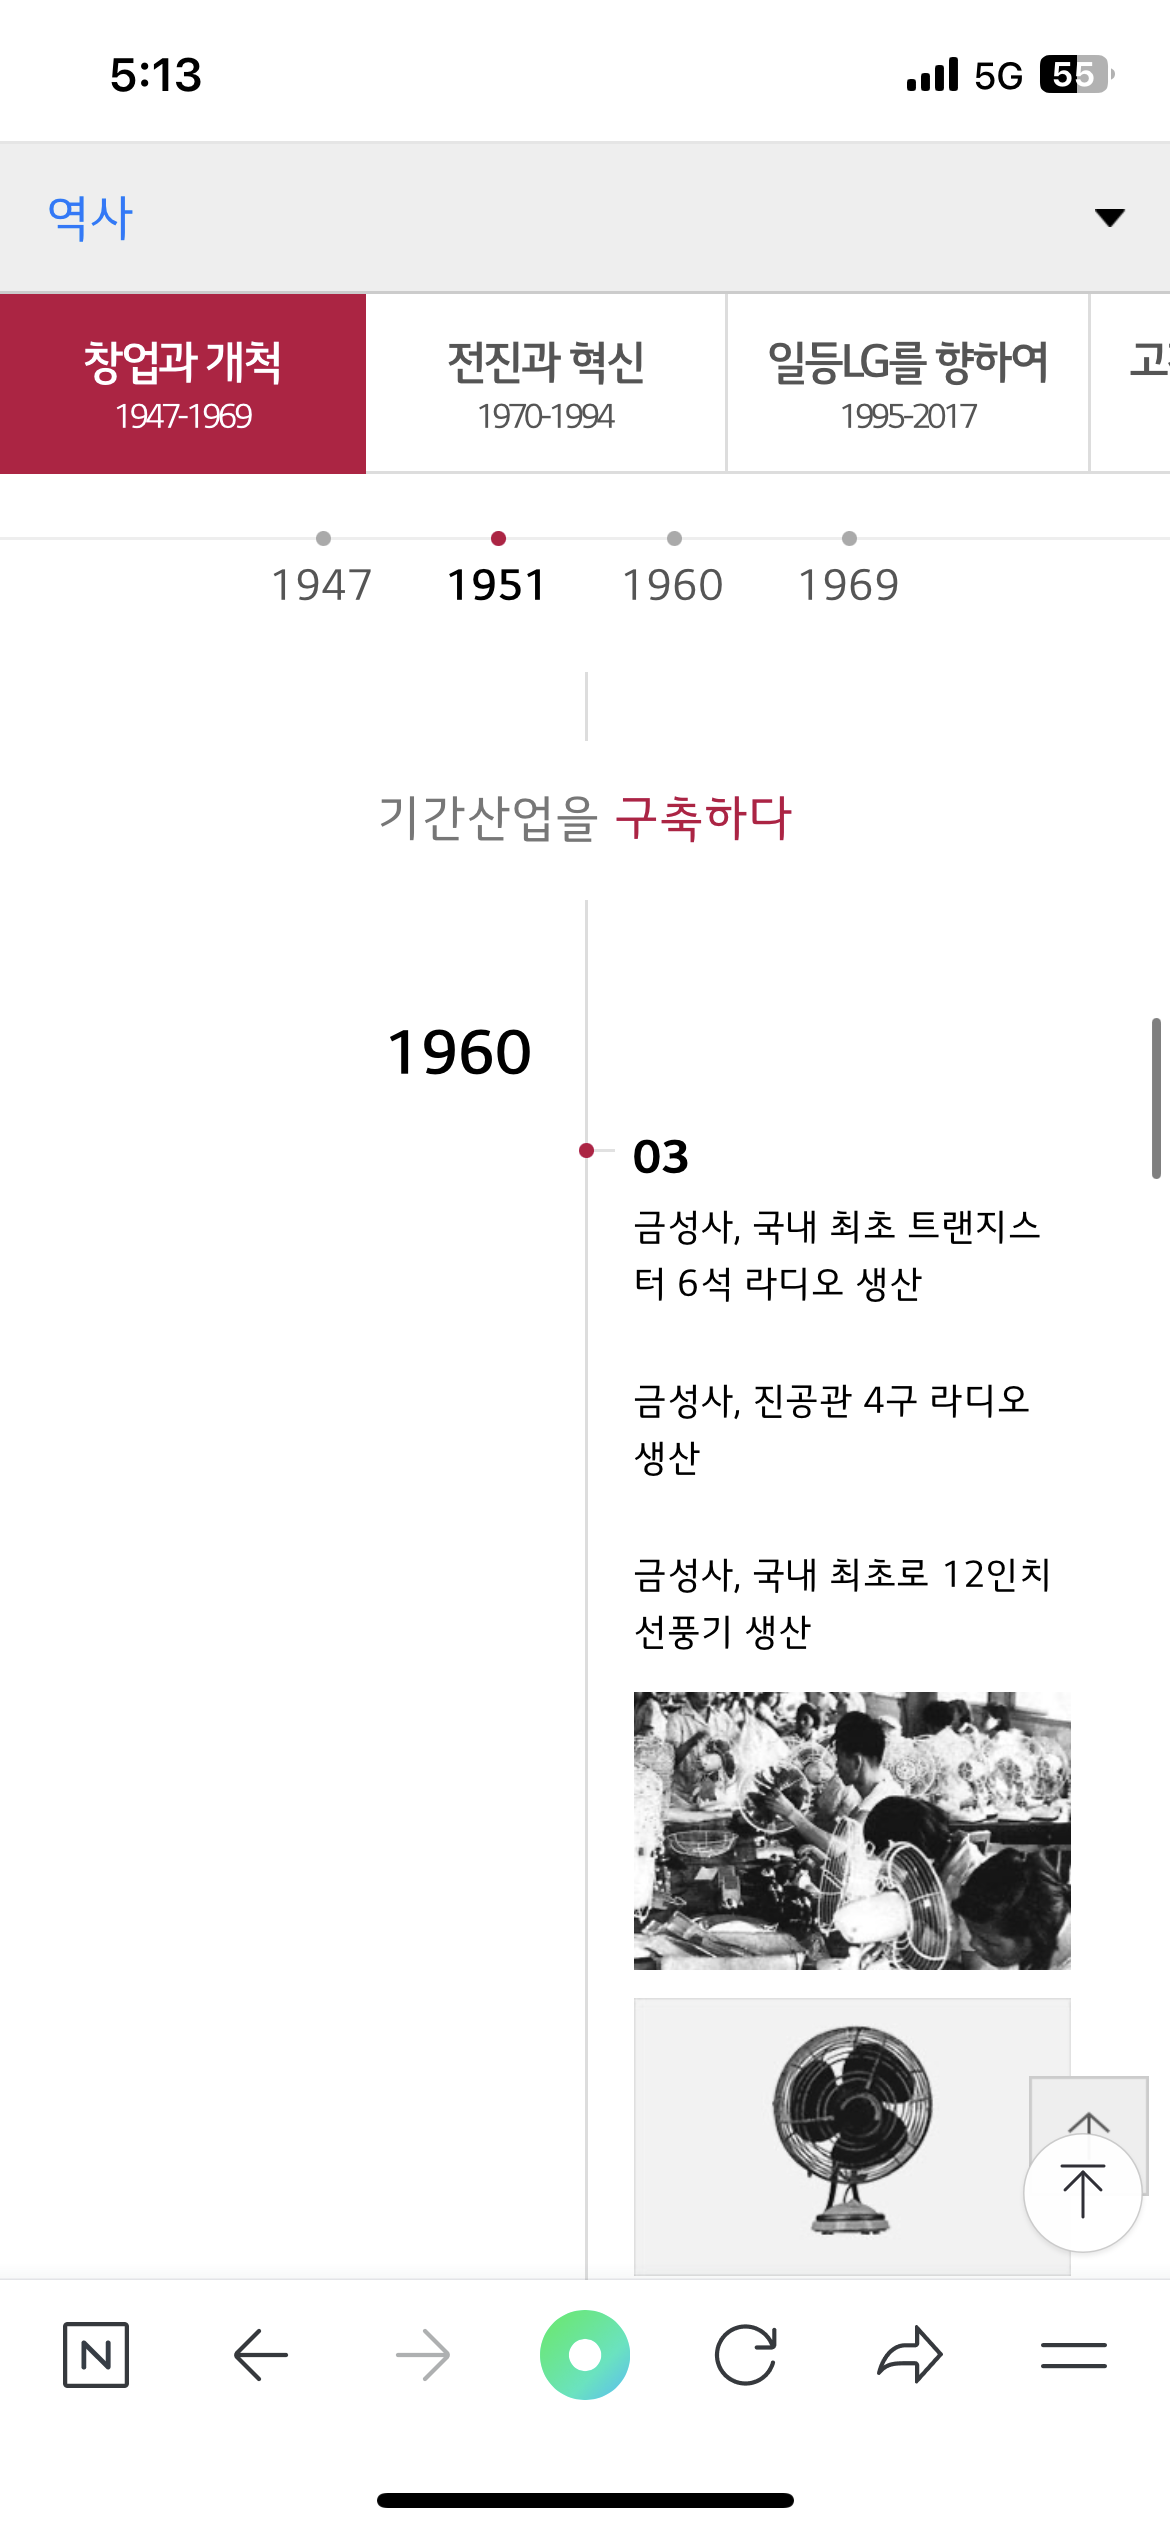 5:13
5G
55
역사
창업과 개척
1947-1969
전진과 혁신
1970-1994
일등LG를 향하여
1995-2017
1947
1951
1960
1969
기간산업을 구축하다
1960
03
금성사, 국내 최초 트랜지스
터 6석 라디오 생산
금성사, 진공관 4구 라디오
생산
금성사, 국내 최초로 12인치
선풍기 생산
N